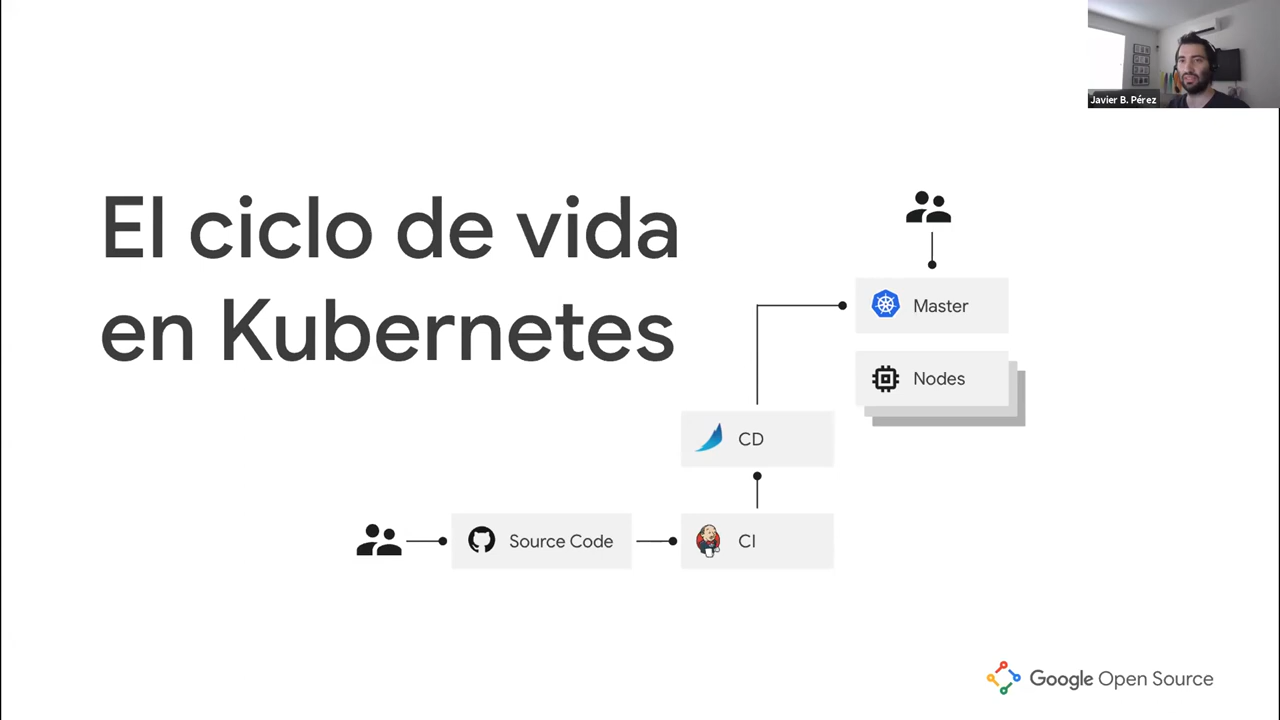 Javier B. Pérez
El ciclo de vida
en Kubernetes
Master
Nodes
CD
Source Code
CI
Google Open Source